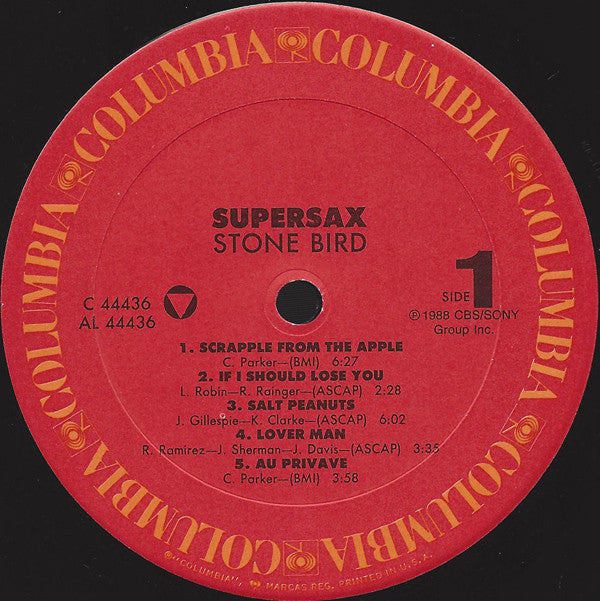 COLUMBIA COLUMBIA COLUMBIA COLUMBIA COLUMBIA COLUMBIA
SUPERSAX
STONE BIRD
C 44436
AL 44436
SIDE 1
℗ 1988 CBS/SONY
Group Inc.
1. SCRAPPLE FROM THE APPLE
C. Parker—(BMI) 6:27
2. IF I SHOULD LOSE YOU
L. Robin—R. Rainger—(ASCAP) 2:28
3. SALT PEANUTS
J. Gillespie—K. Clarke—(ASCAP) 6:02
4. LOVER MAN
R. Ramirez—J. Sherman—J. Davis—(ASCAP) 3:35
5. AU PRIVAVE
C. Parker—(BMI) 3:58
"COLUMBIA", MARCAS REG. PRINTED IN U.S.A.